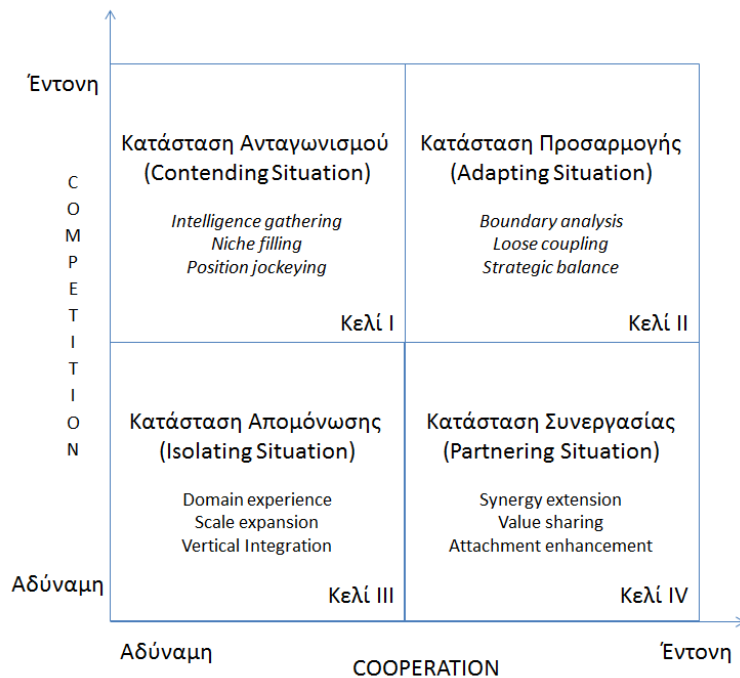 Έντονη
Κατάσταση Ανταγωνισμού
(Contending Situation)
Intelligence gathering
Niche filling
Position jockeying
Κελί I
Κατάσταση Προσαρμογής
(Adapting Situation)
Boundary analysis
Loose coupling
Strategic balance
Κελί II
C
O
M
P
E
T
I
T
I
O
N
Κατάσταση Απομόνωσης
(Isolating Situation)
Domain experience
Scale expansion
Vertical Integration
Κελί III
Κατάσταση Συνεργασίας
(Partnering Situation)
Synergy extension
Value sharing
Attachment enhancement
Κελί IV
Αδύναμη
Αδύναμη
COOPERATION
Έντονη